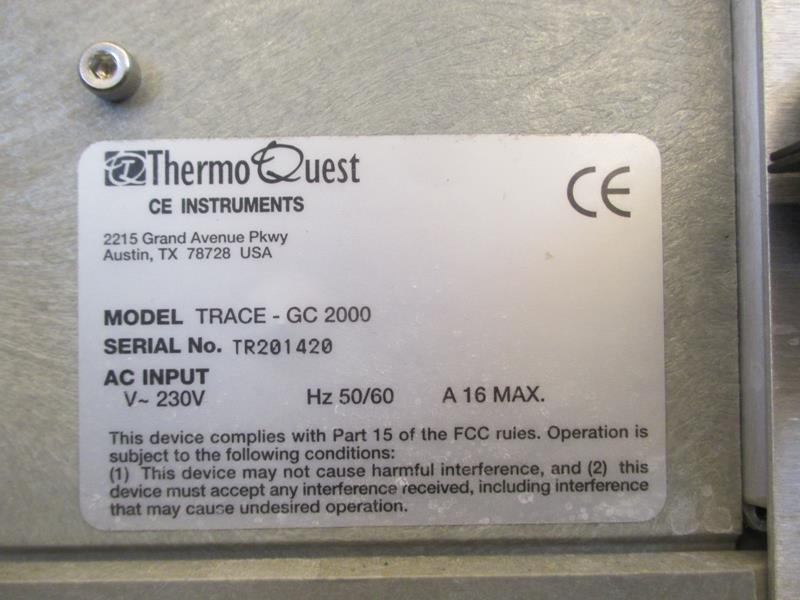 ThermoQuest
CE INSTRUMENTS
CE
2215 Grand Avenue Pkwy
Austin, TX 78728 USA
MODEL TRACE - GC 2000
SERIAL No. TR201420
AC INPUT
V~ 230V Hz 50/60 A 16 MAX.
This device complies with Part 15 of the FCC rules. Operation is
subject to the following conditions:
(1) This device may not cause harmful interference, and (2) this
device must accept any interference received, including interference
that may cause undesired operation.